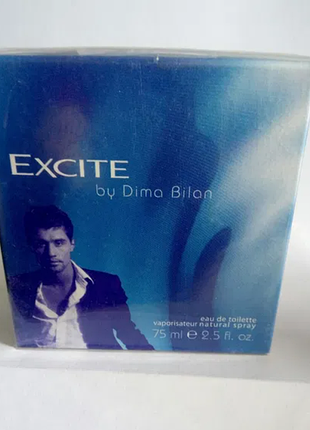 EXCITE
by Dima Bilan
eau de toilette
vaporisateur natural spray
75 ml e 2.5 fl. oz.